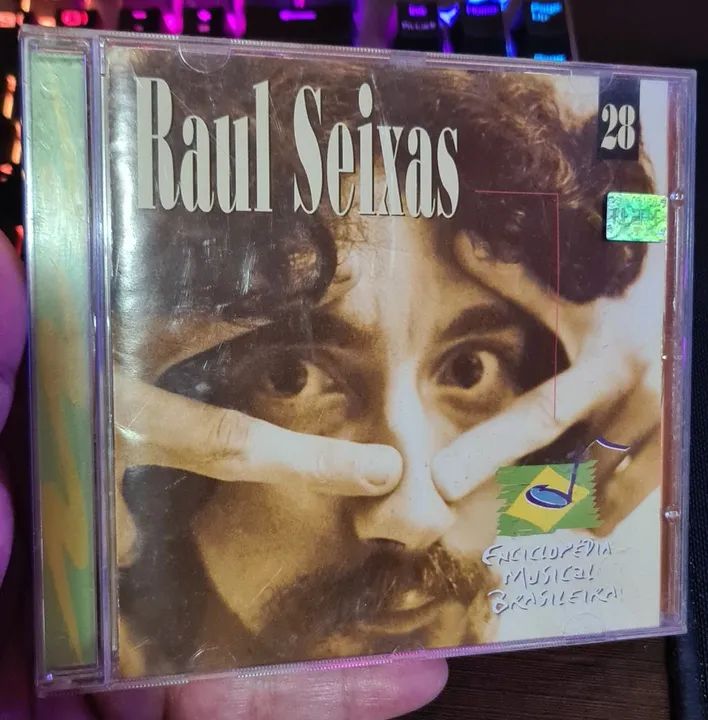 Raul Seixas
28
Enciclopédia
Musical
Brasileira